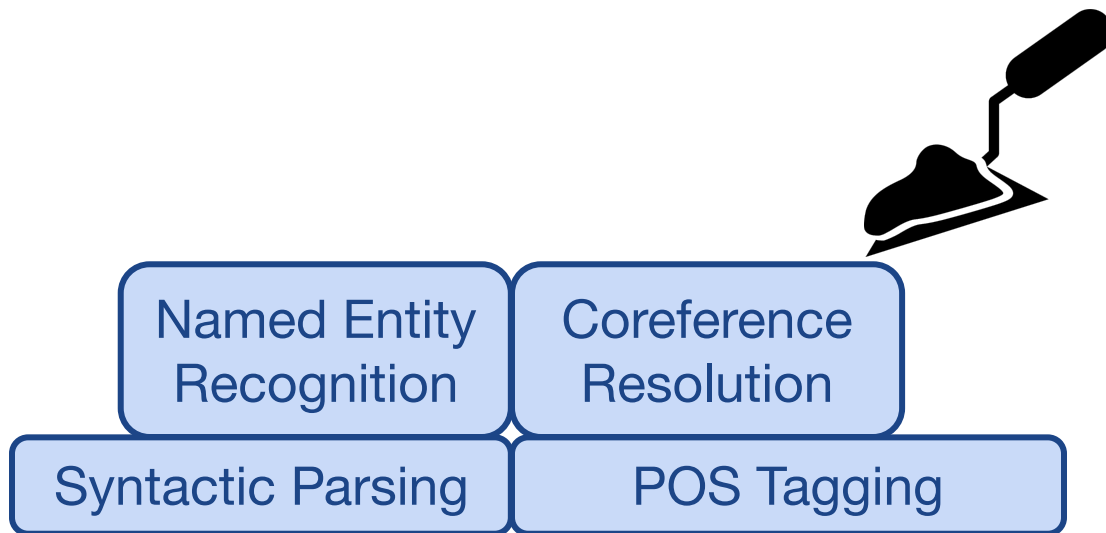 Named Entity
Recognition
Coreference
Resolution
Syntactic Parsing
POS Tagging